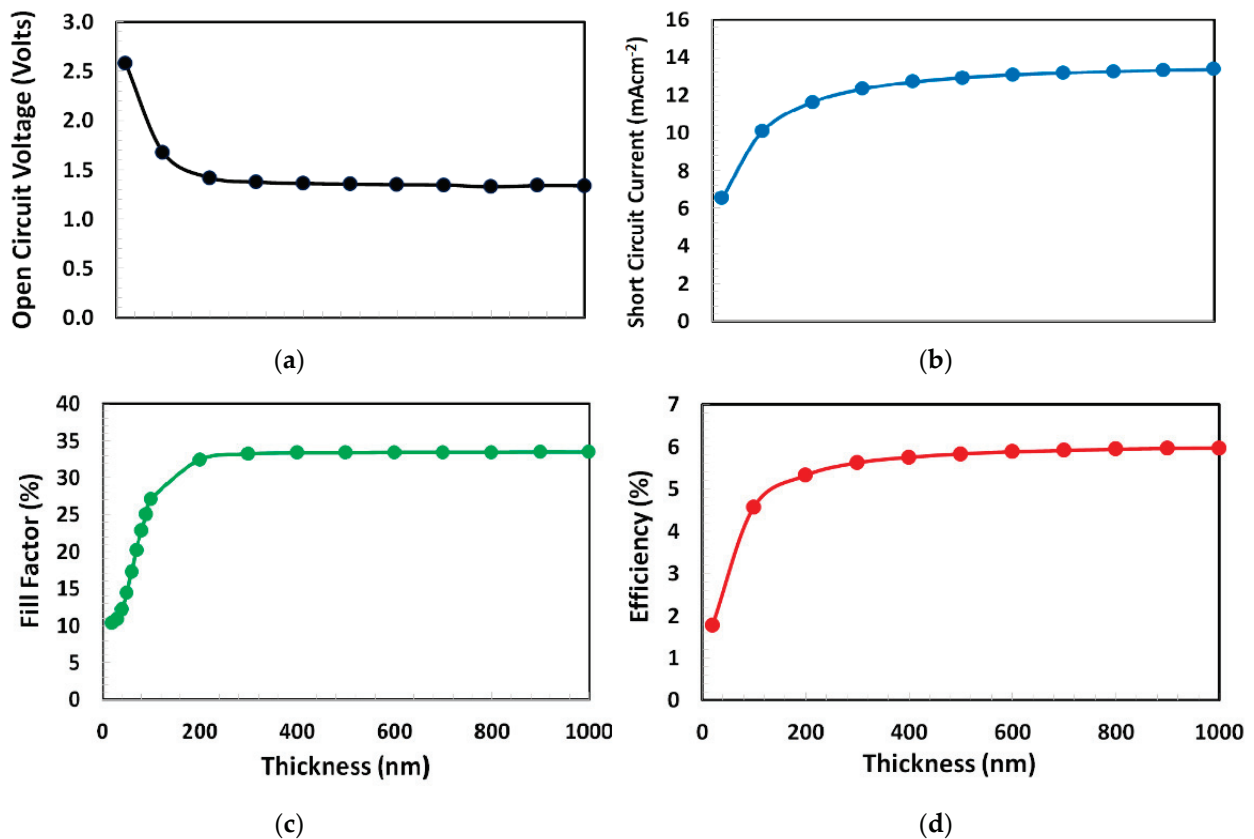 Open Circuit Voltage (Volts)
3.0
2.5
2.0
1.5
1.0
0.5
0.0
(a)
Short Circuit Current (mAcm-2)
16
14
12
10
8
6
4
2
0
(b)
Fill Factor (%)
40
35
30
25
20
15
10
5
0
0 200 400 600 800 1000
Thickness (nm)
(c)
Efficiency (%)
7
6
5
4
3
2
1
0
0 200 400 600 800 1000
Thickness (nm)
(d)